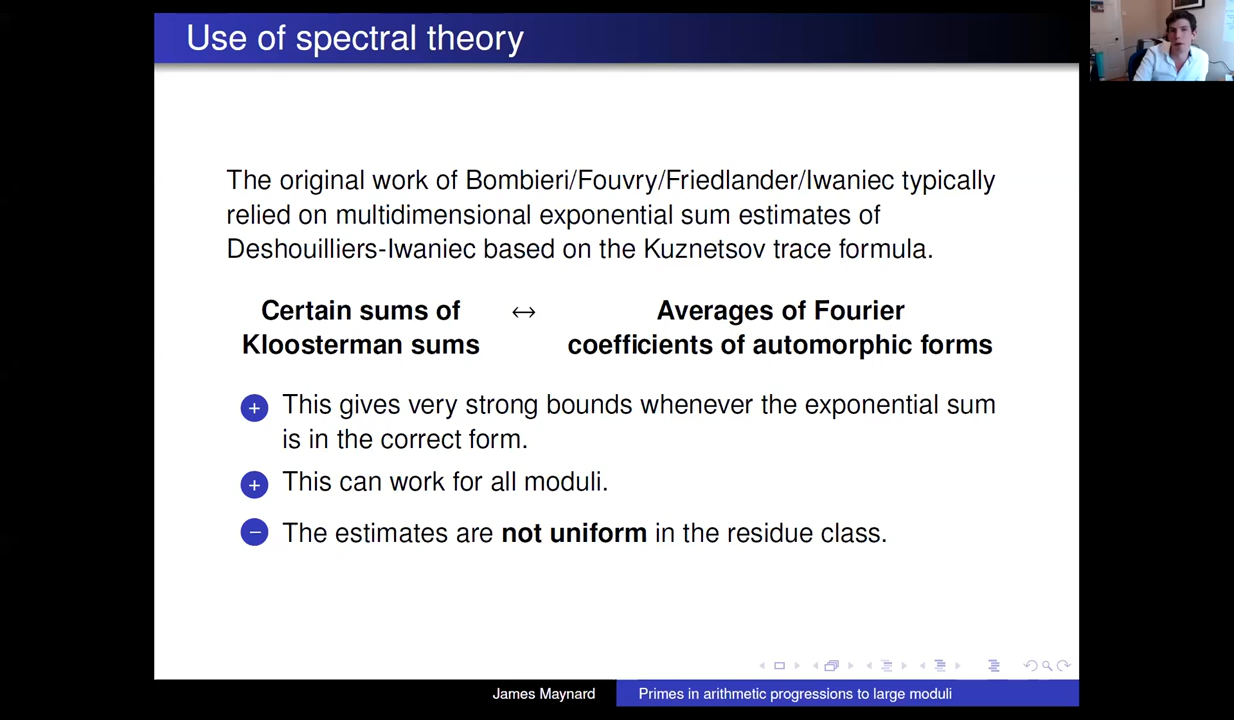 Use of spectral theory
The original work of Bombieri/Fouvry/Friedlander/Iwaniec typically
relied on multidimensional exponential sum estimates of
Deshouilliers-Iwaniec based on the Kuznetsov trace formula.
Certain sums of ↔ Averages of Fourier
Kloosterman sums coefficients of automorphic forms
+ This gives very strong bounds whenever the exponential sum
is in the correct form.
+ This can work for all moduli.
− The estimates are not uniform in the residue class.
James Maynard Primes in arithmetic progressions to large moduli